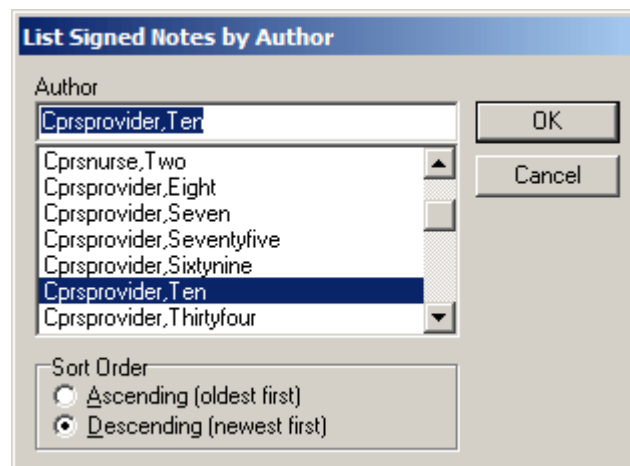 List Signed Notes by Author
Author
Cprsprovider,Ten
OK
Cprsnurse,Two
Cprsprovider,Eight
Cancel
Cprsprovider,Seven
Cprsprovider,Seventyfive
Cprsprovider,Sixtynine
Cprsprovider,Ten
Cprsprovider,Thirtyfour
Sort Order
Ascending (oldest first)
Descending (newest first)